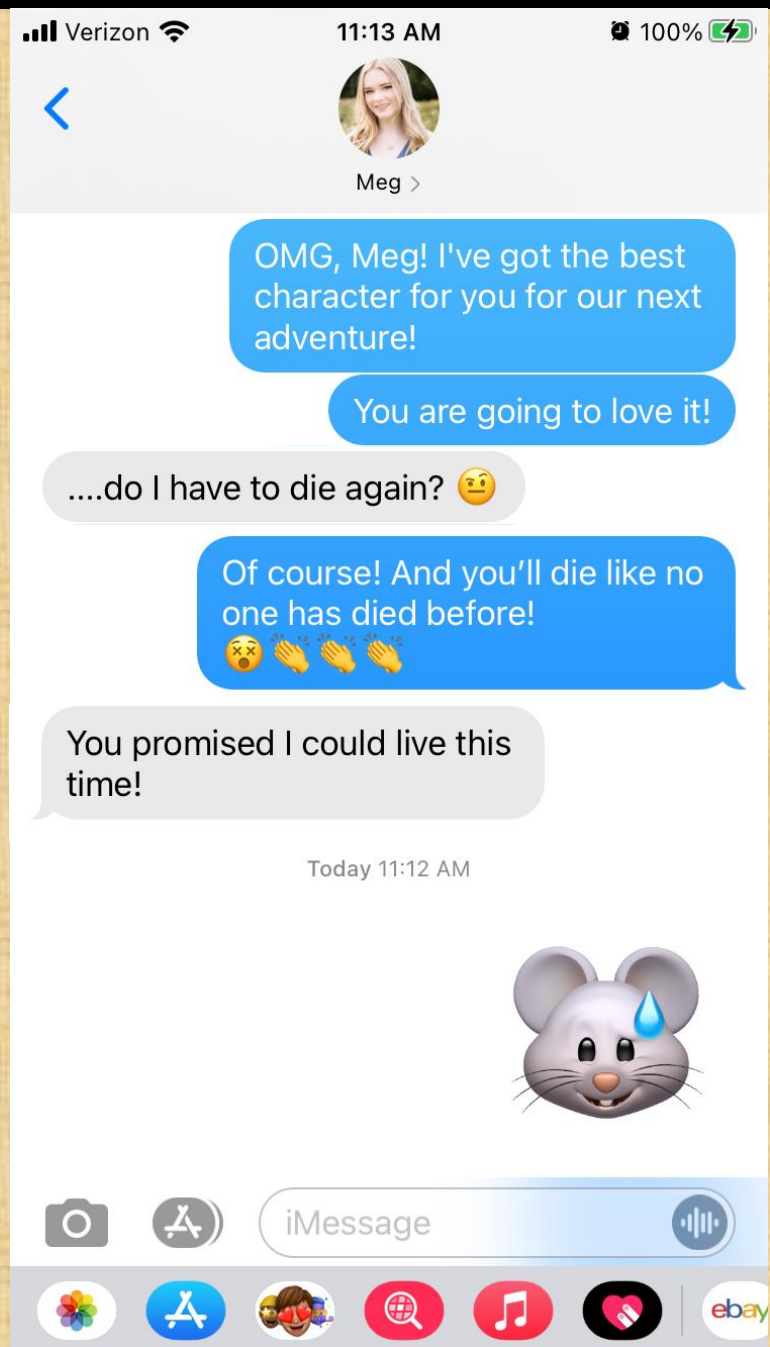 Verizon 11:13 AM 100%
Meg >
OMG, Meg! I've got the best
character for you for our next
adventure!
You are going to love it!
....do I have to die again? 🤨
Of course! And you’ll die like no
one has died before!
😵👏👏👏
You promised I could live this
time!
Today 11:12 AM
iMessage
ebay